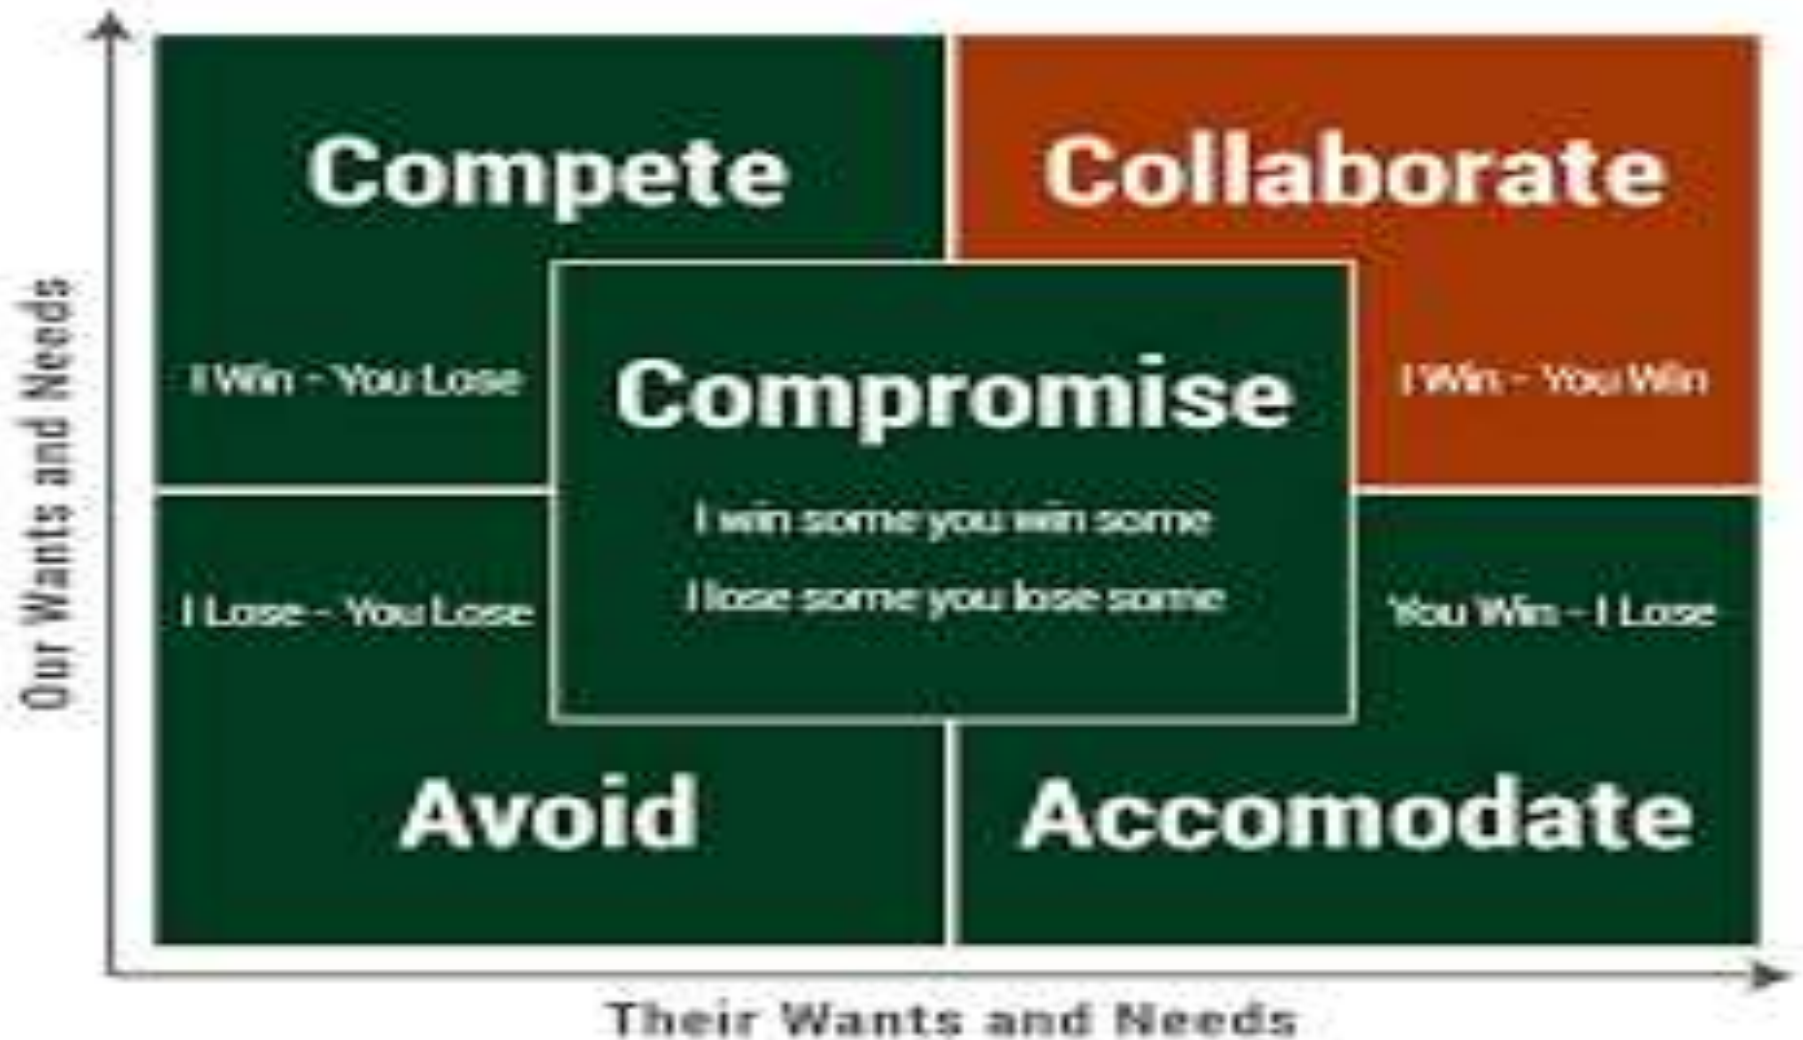 Compete
Collaborate
Our Wants and Needs
I Win - You Lose
Compromise
I Win - You Win
I win some you win some
I lose some you lose some
I Lose - You Lose
You Win - I Lose
Avoid
Accomodate
Their Wants and Needs